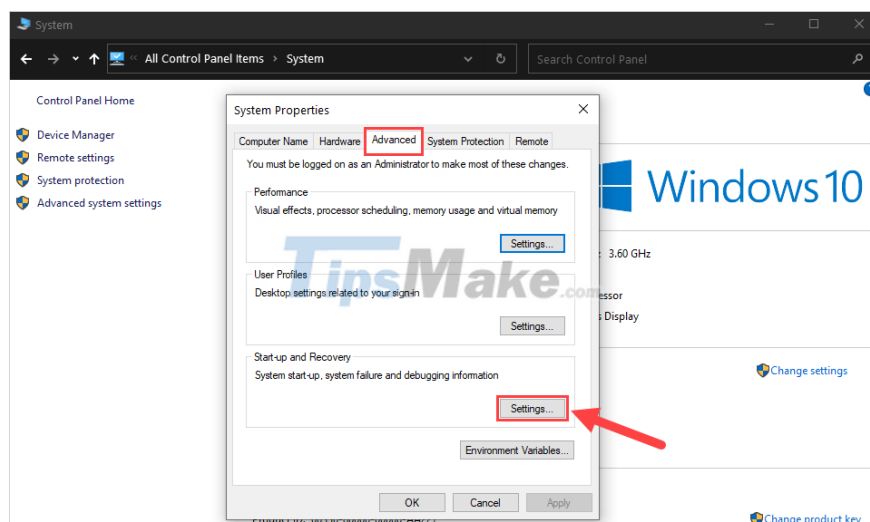 System
All Control Panel Items > System
Search Control Panel
Control Panel Home
Device Manager
Remote settings
System protection
Advanced system settings
System Properties
Computer Name Hardware Advanced System Protection Remote
You must be logged on as an Administrator to make most of these changes.
Performance
Visual effects, processor scheduling, memory usage and virtual memory
Settings...
User Profiles
Desktop settings related to your sign-in
Settings...
Start-up and Recovery
System start-up, system failure and debugging information
Settings...
Environment Variables...
OK Cancel Apply
TipsMake.com
Windows 10
3.60 GHz
essor
Display
Change settings
Change product key